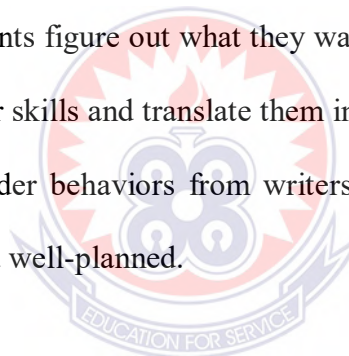 nts figure out what they wa
r skills and translate them in
der behaviors from writers
well-planned.
EDUCATION FOR SERVICE